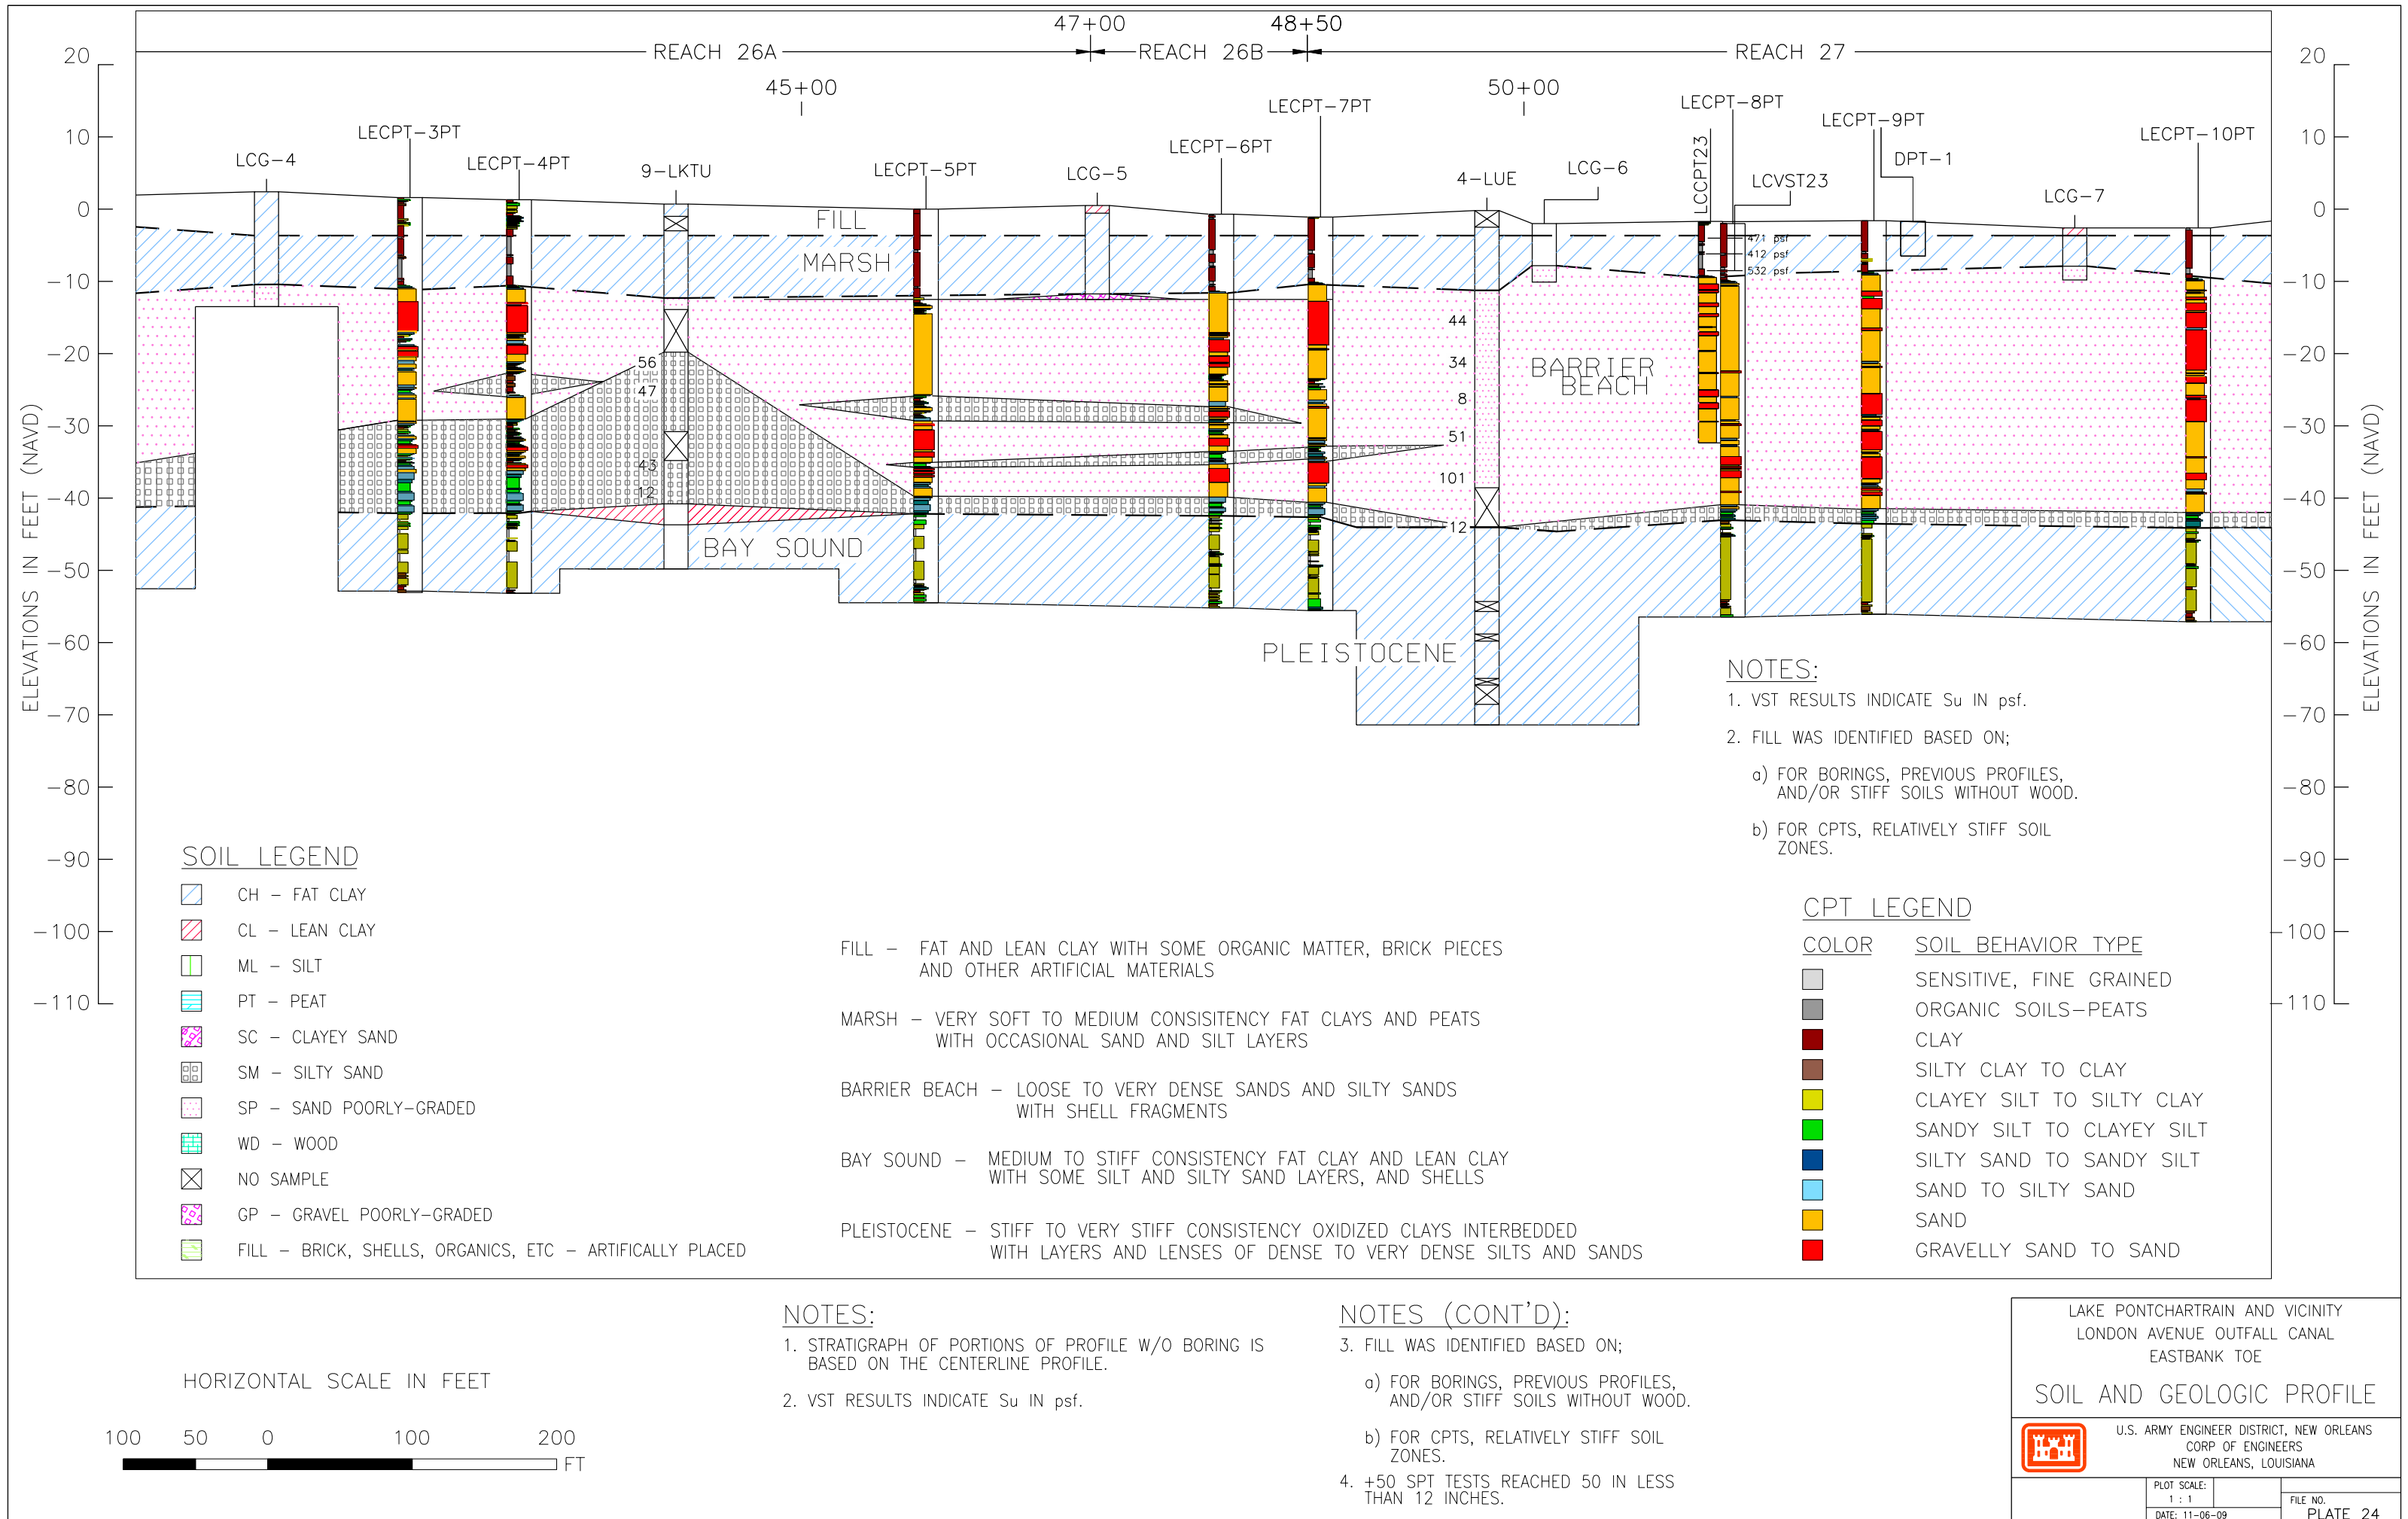 47+00 48+50
REACH 26A REACH 26B REACH 27
45+00 50+00
20
10
0
-10
-20
-30
-40
-50
-60
-70
-80
-90
-100
-110
ELEVATIONS IN FEET (NAVD)
20
10
0
-10
-20
-30
-40
-50
-60
-70
-80
-90
-100
-110
ELEVATIONS IN FEET (NAVD)
LCG-4
LECPT-3PT
LECPT-4PT
9-LKTU
LECPT-5PT
LCG-5
LECPT-6PT
LECPT-7PT
4-LUE
LCG-6
LCCPT23
LECPT-8PT
LCVST23
LECPT-9PT
DPT-1
LCG-7
LECPT-10PT
FILL
MARSH
471 psf
412 psf
532 psf
56
47
43
12
44
34
8
51
101
12
BARRIER
BEACH
BAY SOUND
PLEISTOCENE
NOTES:
1. VST RESULTS INDICATE Su IN psf.
2. FILL WAS IDENTIFIED BASED ON;
a) FOR BORINGS, PREVIOUS PROFILES,
AND/OR STIFF SOILS WITHOUT WOOD.
b) FOR CPTS, RELATIVELY STIFF SOIL
ZONES.
SOIL LEGEND
CH - FAT CLAY
CL - LEAN CLAY
ML - SILT
PT - PEAT
SC - CLAYEY SAND
SM - SILTY SAND
SP - SAND POORLY-GRADED
WD - WOOD
NO SAMPLE
GP - GRAVEL POORLY-GRADED
FILL - BRICK, SHELLS, ORGANICS, ETC - ARTIFICALLY PLACED
FILL - FAT AND LEAN CLAY WITH SOME ORGANIC MATTER, BRICK PIECES
AND OTHER ARTIFICIAL MATERIALS
MARSH - VERY SOFT TO MEDIUM CONSISITENCY FAT CLAYS AND PEATS
WITH OCCASIONAL SAND AND SILT LAYERS
BARRIER BEACH - LOOSE TO VERY DENSE SANDS AND SILTY SANDS
WITH SHELL FRAGMENTS
BAY SOUND - MEDIUM TO STIFF CONSISTENCY FAT CLAY AND LEAN CLAY
WITH SOME SILT AND SILTY SAND LAYERS, AND SHELLS
PLEISTOCENE - STIFF TO VERY STIFF CONSISTENCY OXIDIZED CLAYS INTERBEDDED
WITH LAYERS AND LENSES OF DENSE TO VERY DENSE SILTS AND SANDS
CPT LEGEND
COLOR SOIL BEHAVIOR TYPE
SENSITIVE, FINE GRAINED
ORGANIC SOILS-PEATS
CLAY
SILTY CLAY TO CLAY
CLAYEY SILT TO SILTY CLAY
SANDY SILT TO CLAYEY SILT
SILTY SAND TO SANDY SILT
SAND TO SILTY SAND
SAND
GRAVELLY SAND TO SAND
HORIZONTAL SCALE IN FEET
100 50 0 100 200
FT
NOTES:
1. STRATIGRAPH OF PORTIONS OF PROFILE W/O BORING IS
BASED ON THE CENTERLINE PROFILE.
2. VST RESULTS INDICATE Su IN psf.
NOTES (CONT'D):
3. FILL WAS IDENTIFIED BASED ON;
a) FOR BORINGS, PREVIOUS PROFILES,
AND/OR STIFF SOILS WITHOUT WOOD.
b) FOR CPTS, RELATIVELY STIFF SOIL
ZONES.
4. +50 SPT TESTS REACHED 50 IN LESS
THAN 12 INCHES.
LAKE PONTCHARTRAIN AND VICINITY
LONDON AVENUE OUTFALL CANAL
EASTBANK TOE
SOIL AND GEOLOGIC PROFILE
U.S. ARMY ENGINEER DISTRICT, NEW ORLEANS
CORP OF ENGINEERS
NEW ORLEANS, LOUISIANA
PLOT SCALE:
1 : 1
DATE: 11-06-09
FILE NO.
PLATE 24